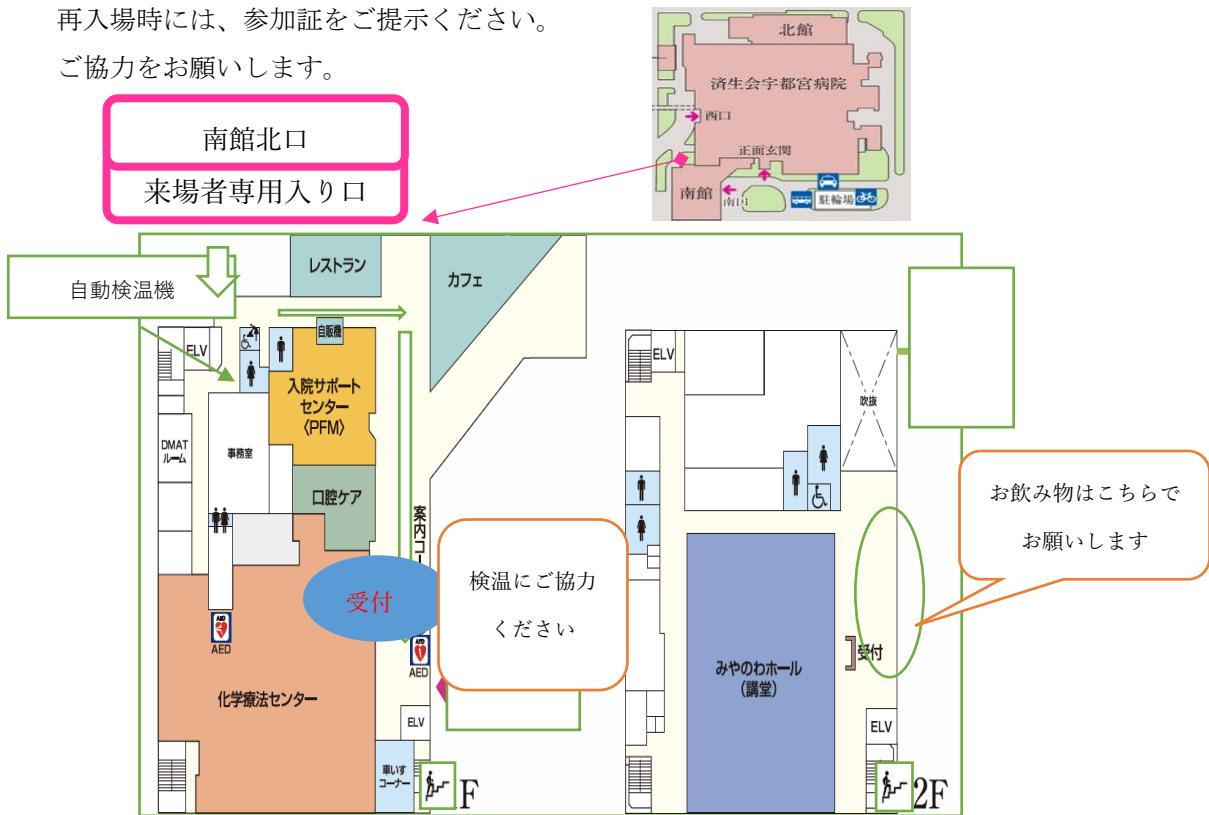 再入場時には、参加証をご提示ください。
ご協力をお願いします。
北館
済生会宇都宮病院
西口
正面玄関
南館
南口
駐輪場
南館北口
来場者専用入り口
自動検温機
レストラン
カフェ
自販機
ELV
入院サポート
センター
〈PFM〉
DMAT
ルーム
事務室
口腔ケア
案内コー
受付
検温にご協力
ください
AED
AED
AED
AED
化学療法センター
ELV
車いす
コーナー
F
ELV
吹抜
お飲み物はこちらで
お願いします
みやのわホール
(講堂)
受付
ELV
2F